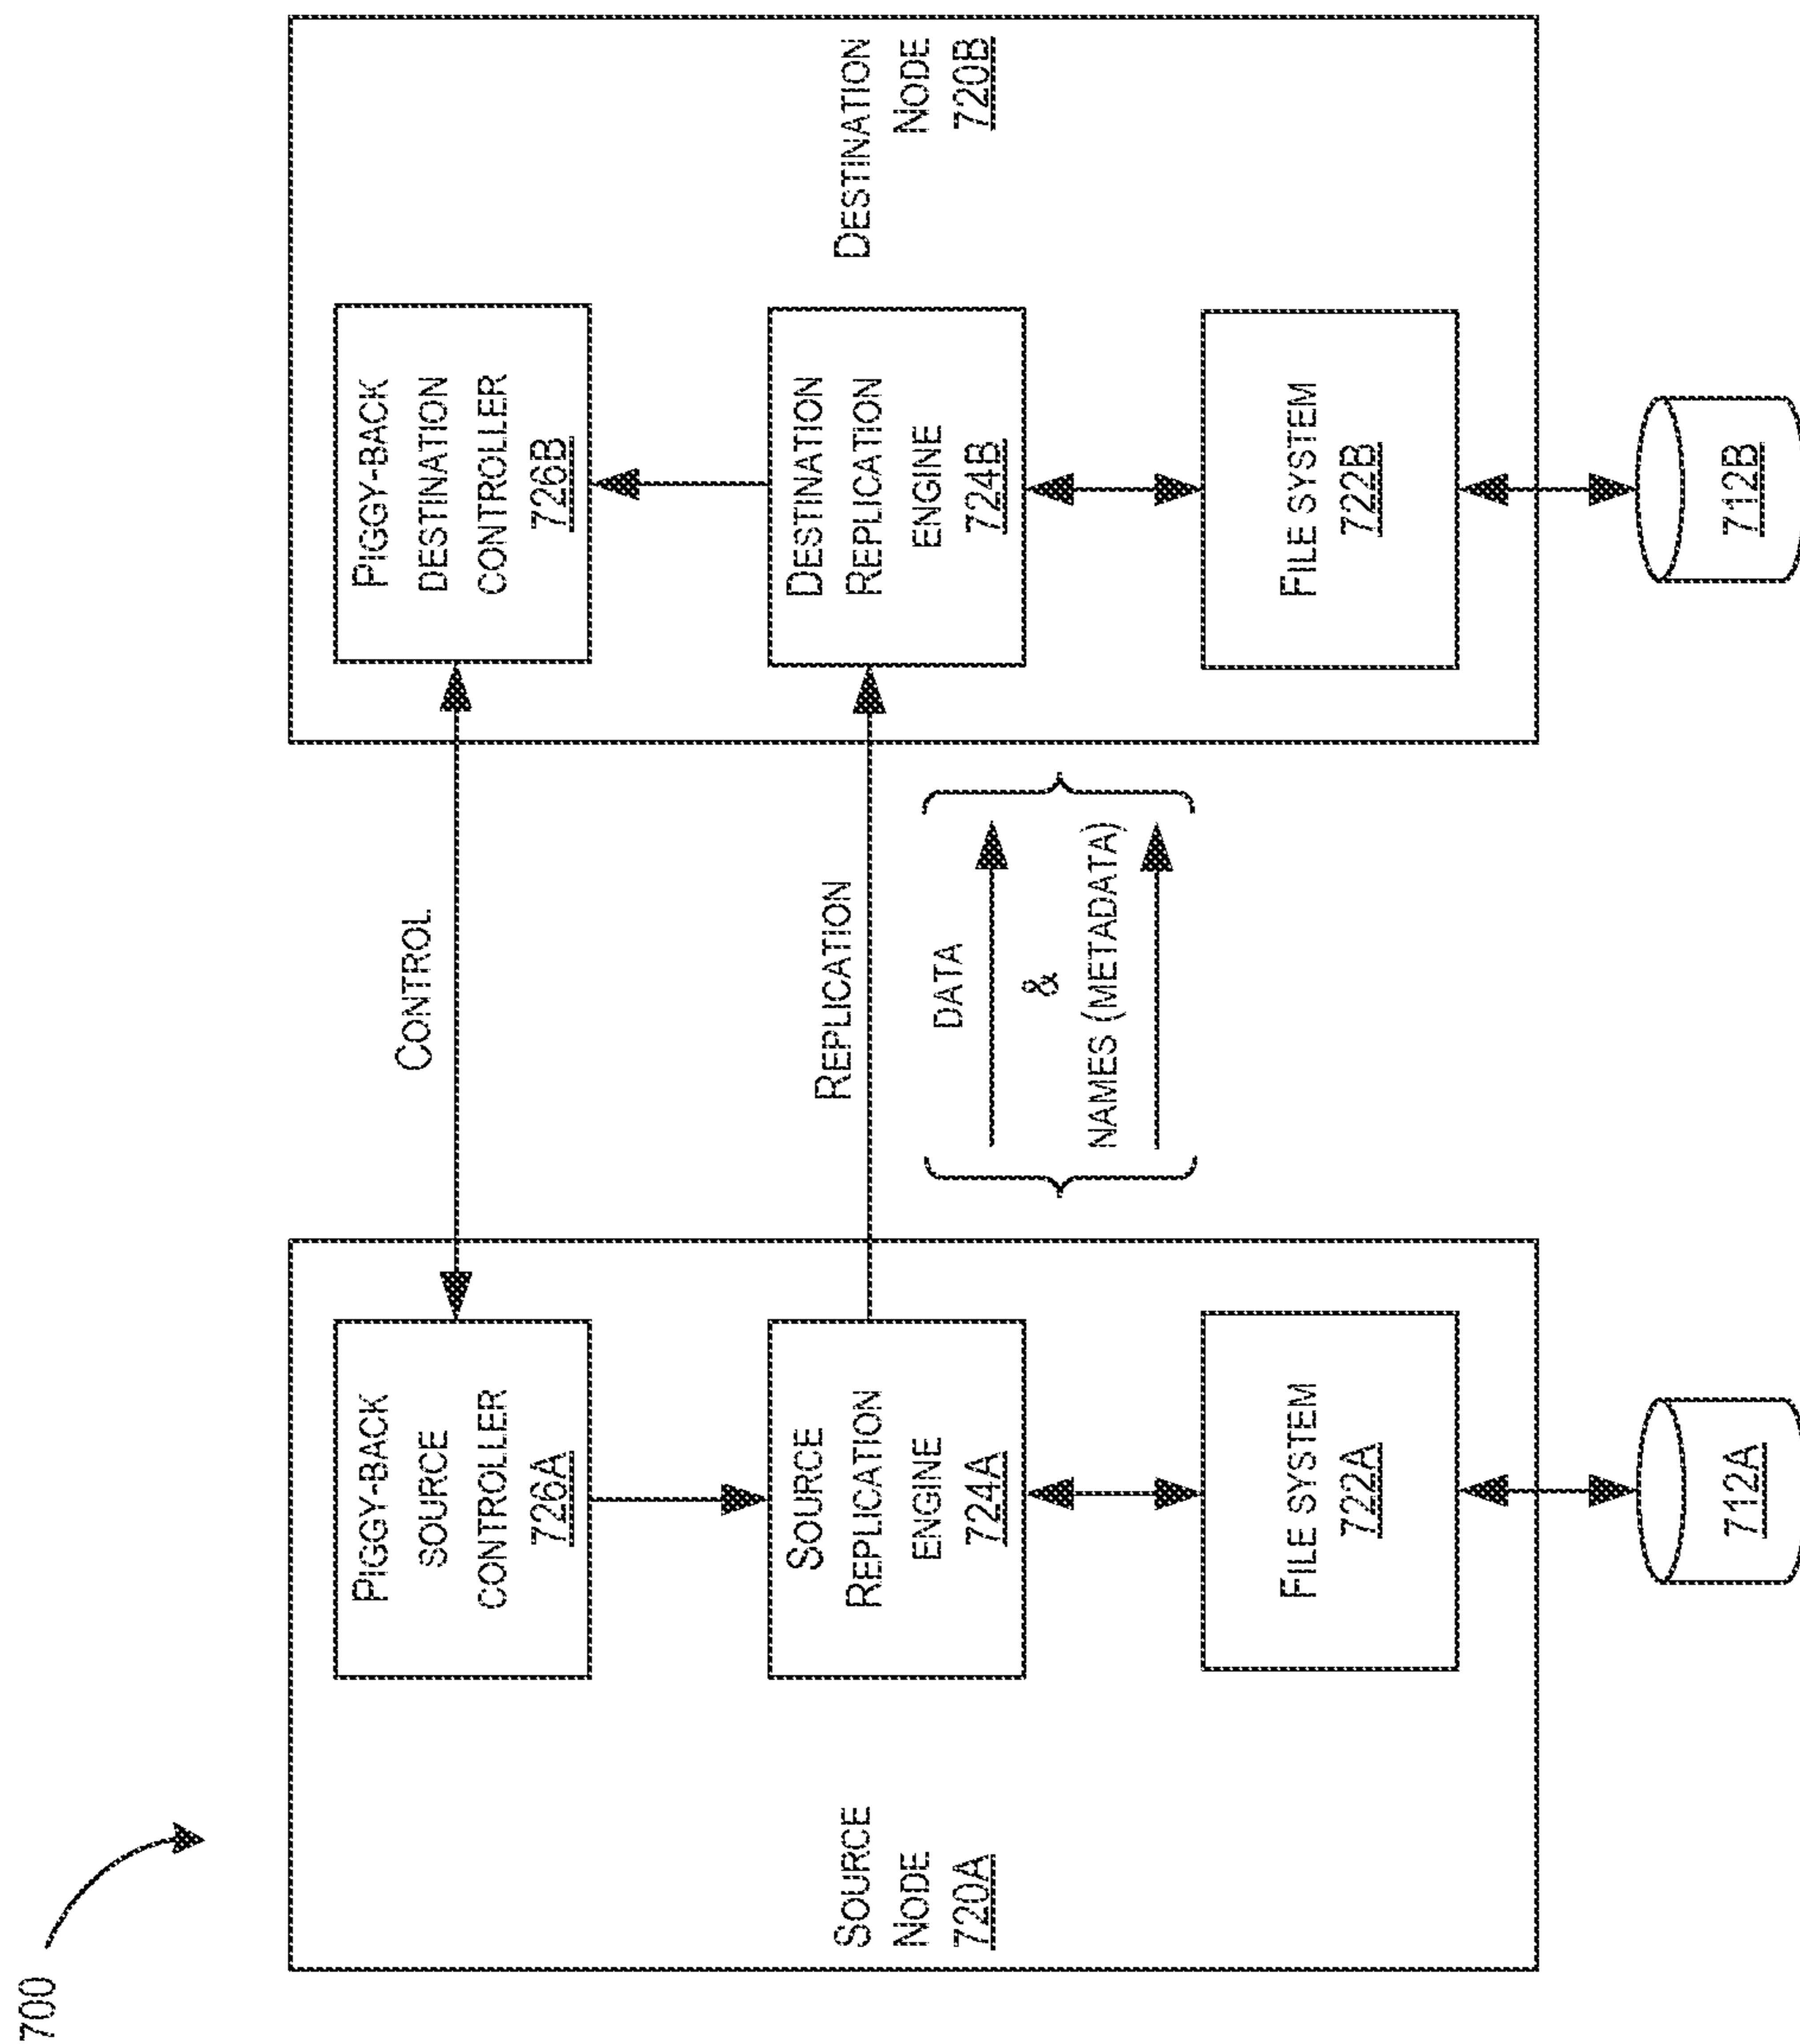 700
SOURCE
NODE
720A
PIGGY-BACK
SOURCE
CONTROLLER
726A
SOURCE
REPLICATION
ENGINE
724A
FILE SYSTEM
722A
712A
CONTROL
REPLICATION
DATA
&
NAMES (METADATA)
PIGGY-BACK
DESTINATION
CONTROLLER
726B
DESTINATION
REPLICATION
ENGINE
724B
FILE SYSTEM
722B
712B
DESTINATION
NODE
720B